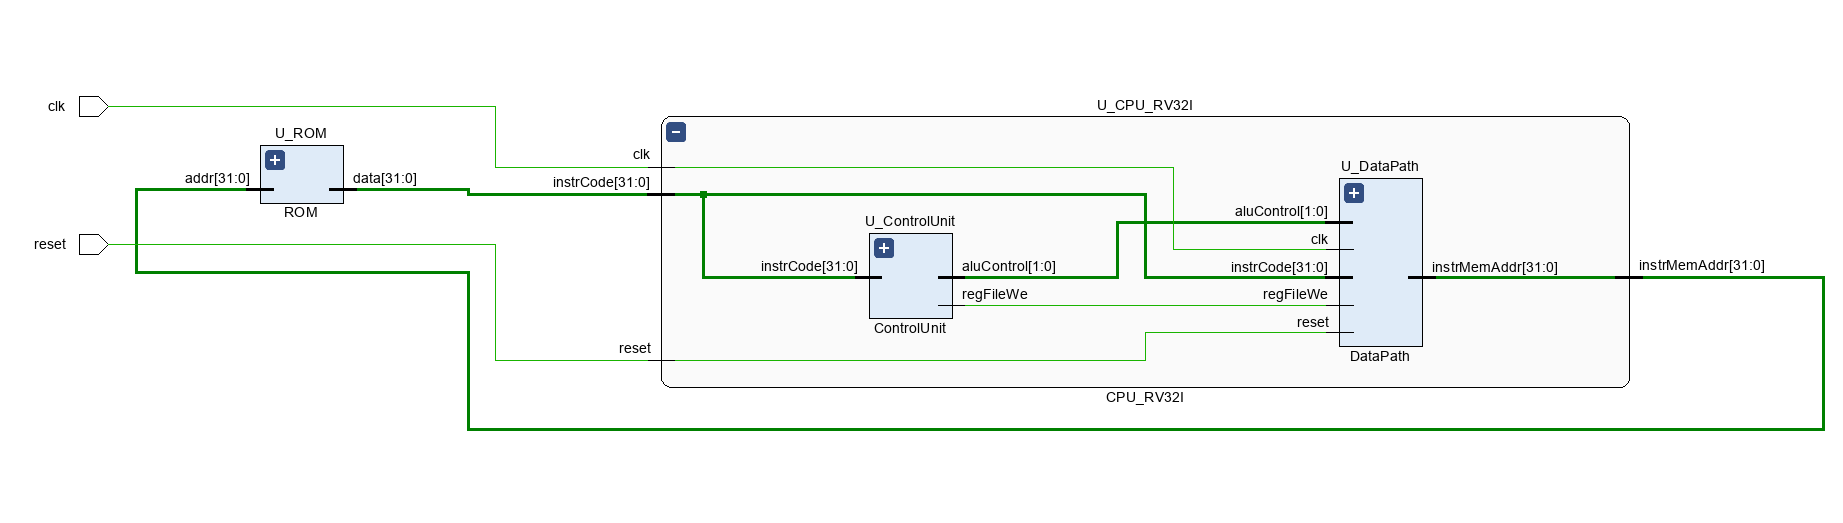 U_CPU_RV32I
clk
U_ROM
clk
U_DataPath
addr[31:0]
data[31:0]
instrCode[31:0]
ROM
aluControl[1:0]
U_ControlUnit
reset
clk
instrCode[31:0]
aluControl[1:0]
instrCode[31:0]
instrMemAddr[31:0]
instrMemAddr[31:0]
regFileWe
regFileWe
reset
ControlUnit
reset
DataPath
CPU_RV32I